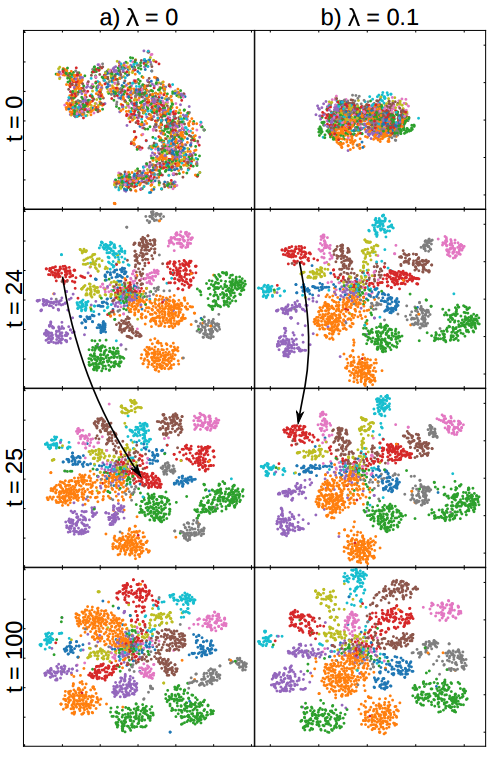 a) λ = 0
b) λ = 0.1
t = 0
t = 24
t = 25
t = 100